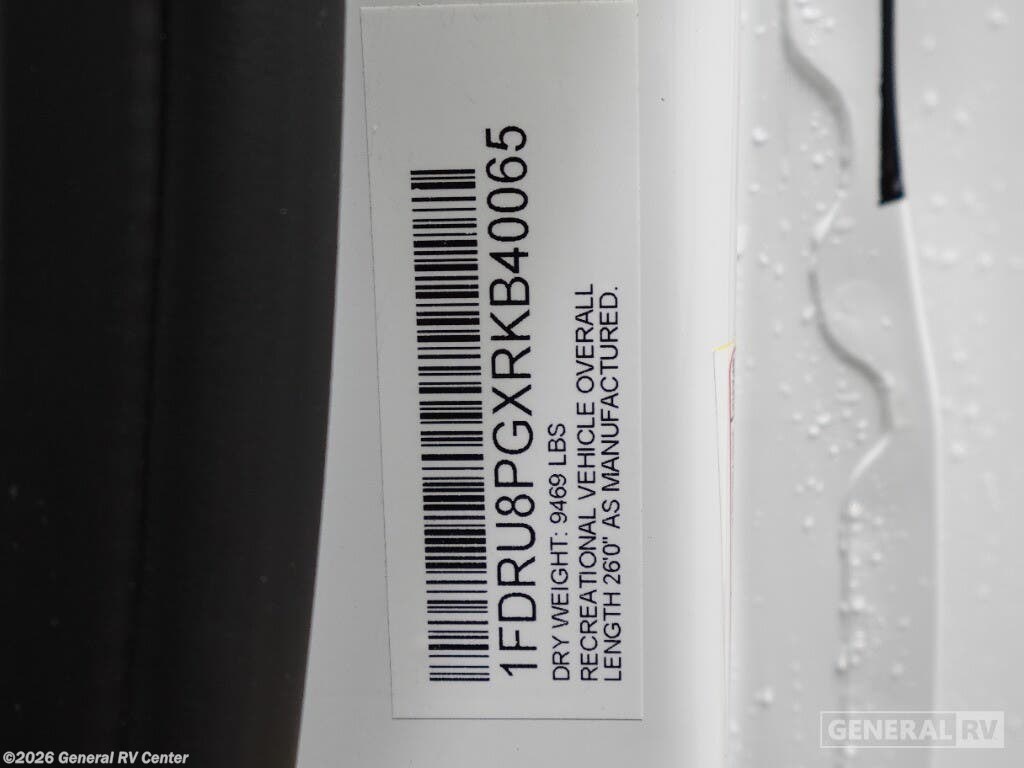 1FDRU8PGXRKB40065
DRY WEIGHT: 9469 LBS
RECREATIONAL VEHICLE OVERALL
LENGTH 26'0" AS MANUFACTURED.
GENERAL RV
©2026 General RV Center